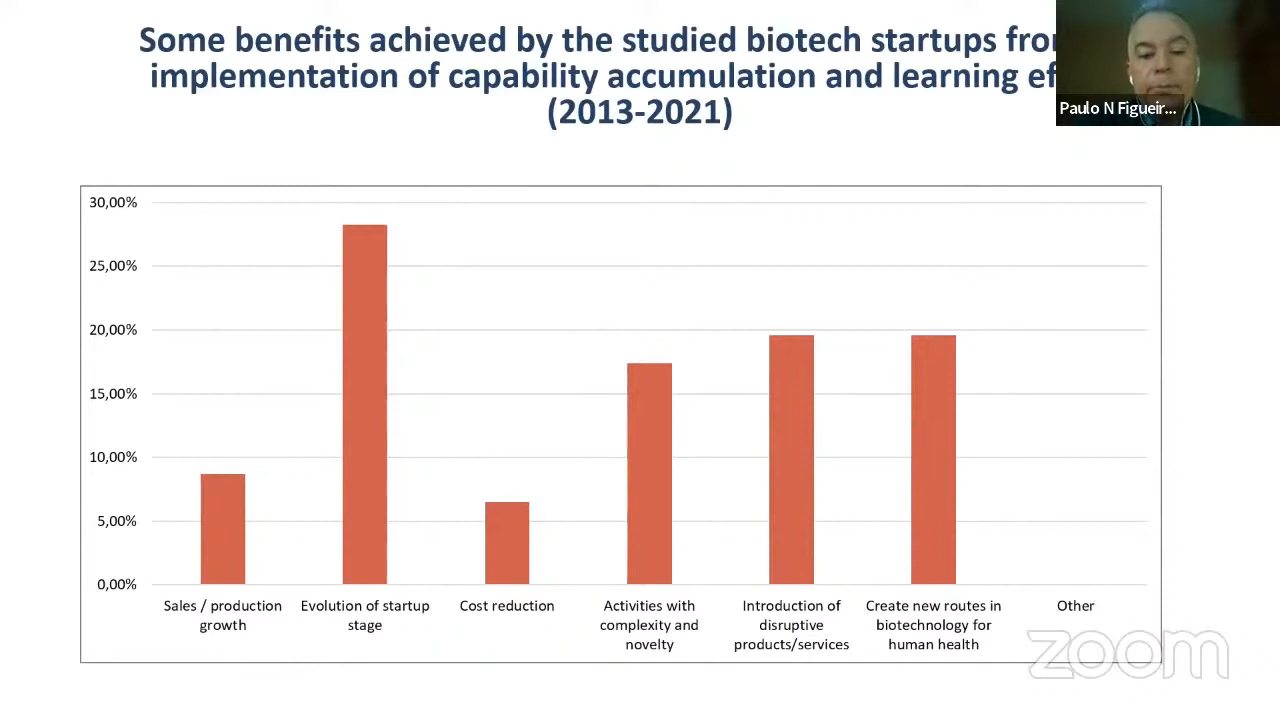 Some benefits achieved by the studied biotech startups
implementation of capability accumulation and learning
(2013-2021)
Paulo N Figueir...
30,00%
25,00%
20,00%
15,00%
10,00%
5,00%
0,00%
Sales / production growth
Evolution of startup stage
Cost reduction
Activities with complexity and novelty
Introduction of disruptive products/services
Create new routes in biotechnology for human health
Other
zoom